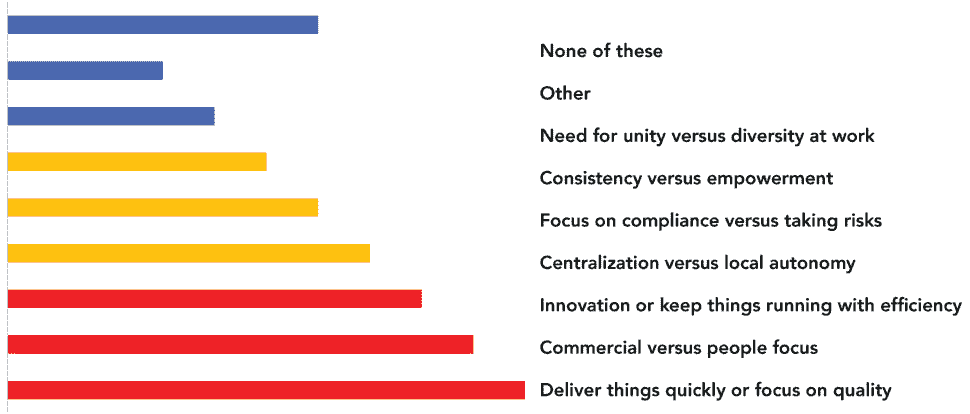 None of these
Other
Need for unity versus diversity at work
Consistency versus empowerment
Focus on compliance versus taking risks
Centralization versus local autonomy
Innovation or keep things running with efficiency
Commercial versus people focus
Deliver things quickly or focus on quality